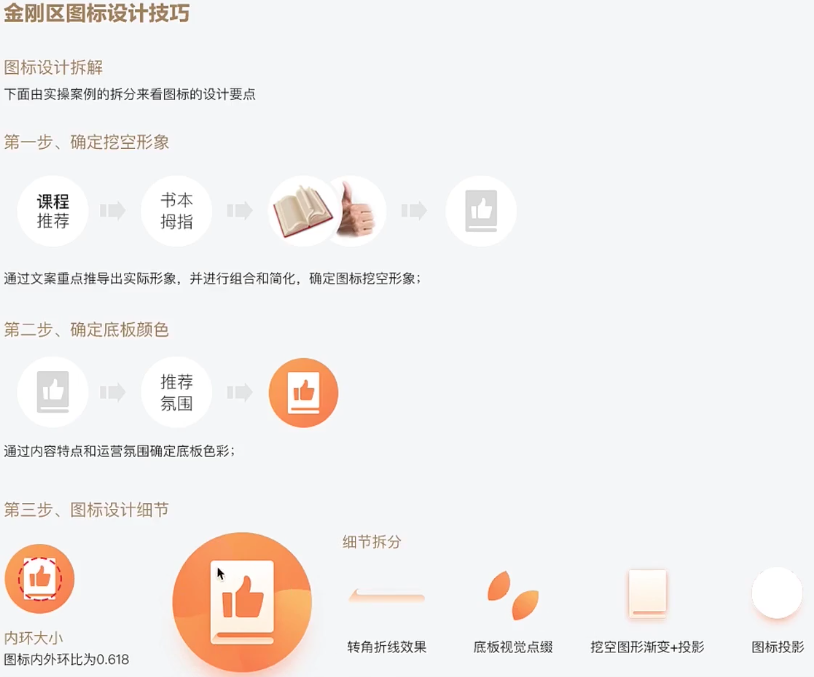 金刚区图标设计技巧
图标设计拆解
下面由实操案例的拆分来看图标的设计要点
第一步、确定挖空形象
课程
推荐
书本
拇指
通过文案重点推导出实际形象，并进行组合和简化，确定图标挖空形象；
第二步、确定底板颜色
推荐
氛围
通过内容特点和运营氛围确定底板色彩；
第三步、图标设计细节
细节拆分
内环大小
图标内外环比为0.618
转角折线效果
底板视觉点缀
挖空图形渐变+投影
图标投影